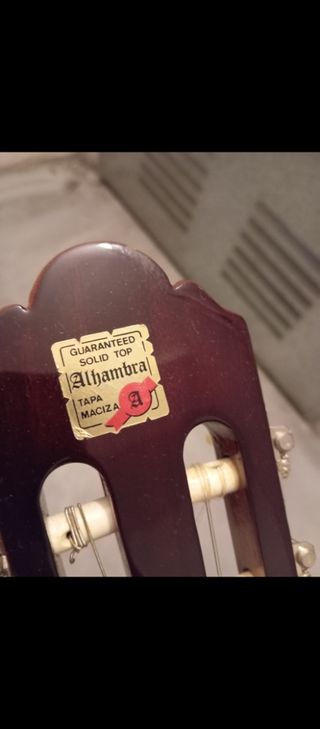 GUARANTEED
SOLID TOP
Alhambra
TAPA
MACIZA
A